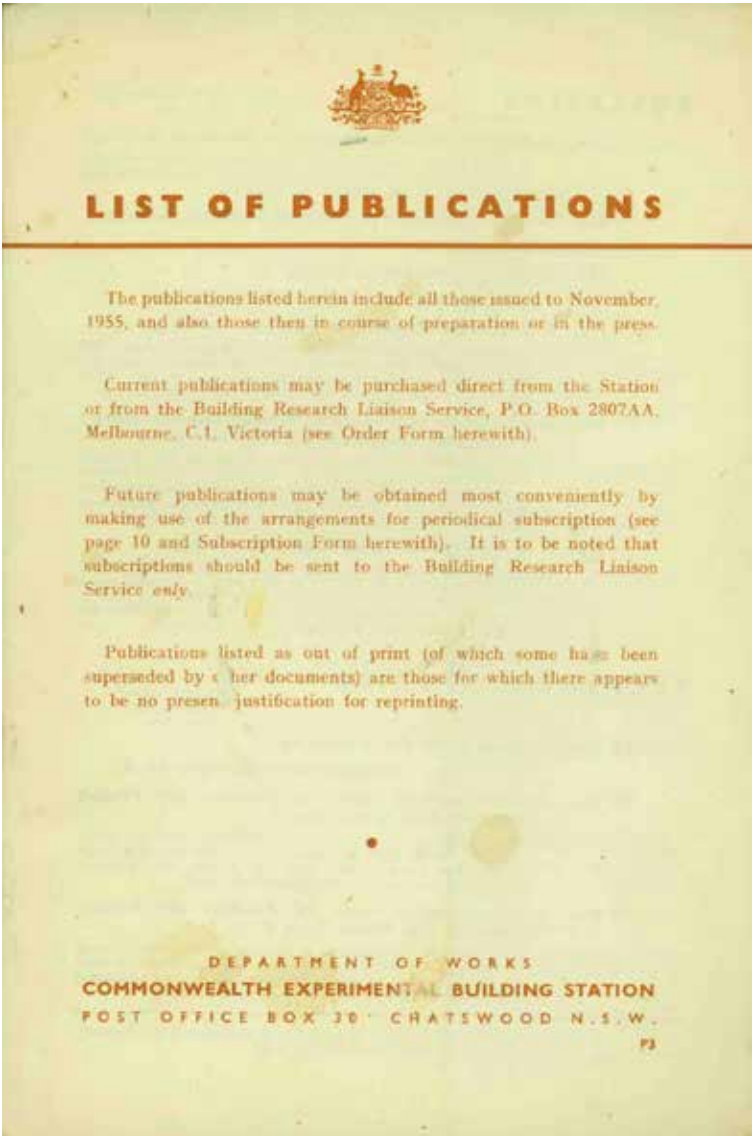 LIST OF PUBLICATIONS
The publications listed herein include all those issued to November,
1955, and also those then in course of preparation or in the press.
Current publications may be purchased direct from the Station
or from the Building Research Liaison Service, P.O. Box 2807AA,
Melbourne, C.1, Victoria (see Order Form herewith).
Future publications may be obtained most conveniently by
making use of the arrangements for periodical subscription (see
page 10 and Subscription Form herewith). It is to be noted that
subscriptions should be sent to the Building Research Liaison
Service only.
Publications listed as out of print (of which some have been
superseded by her documents) are those for which there appears
to be no presen justification for reprinting.
DEPARTMENT OF WORKS
COMMONWEALTH EXPERIMENTAL BUILDING STATION
POST OFFICE BOX CHATSWOOD N.S.W.
P3